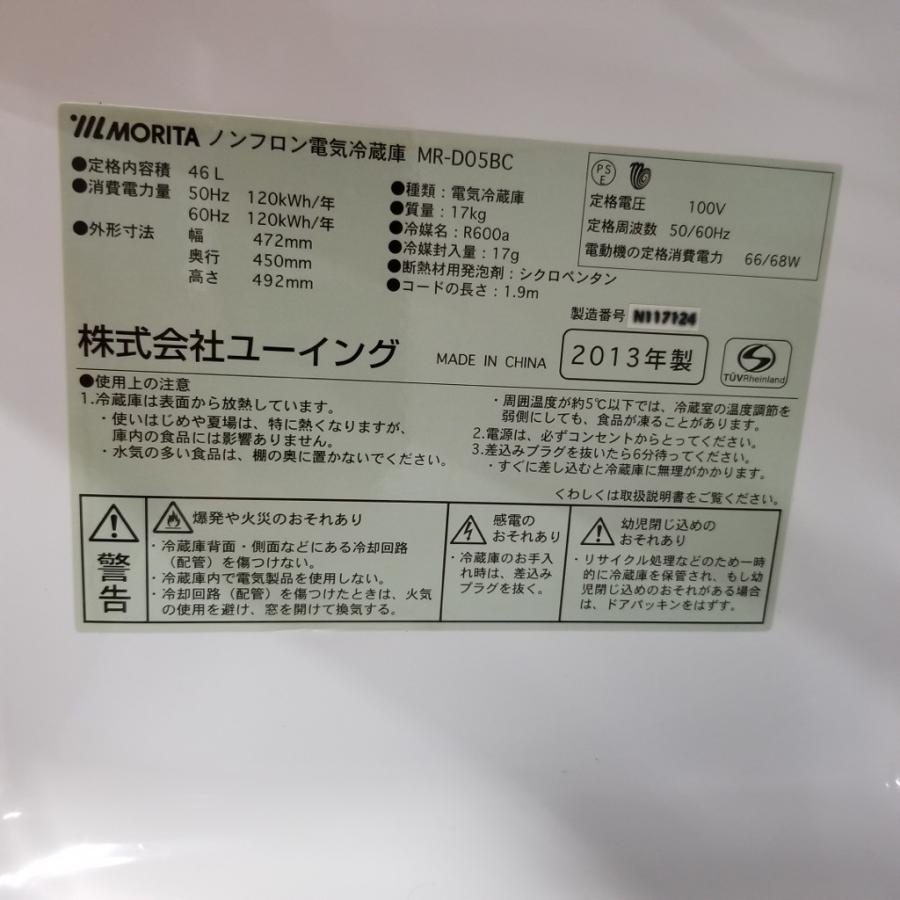 MORITA ノンフロン電気冷蔵庫 MR-D05BC
●定格内容積 46 L
●消費電力量 50Hz 120kWh/年
60Hz 120kWh/年
●外形寸法 幅 472mm
奥行 450mm
高さ 492mm
●種類：電気冷蔵庫
●質量：17kg
●冷媒名：R600a
●冷媒封入量：17g
●断熱材用発泡剤：シクロペンタン
●コードの長さ：1.9m
PS
E
定格電圧 100V
定格周波数 50/60Hz
電動機の定格消費電力 66/68W
製造番号 N117124
株式会社ユーイング MADE IN CHINA 2013年製
TÜVRheinland
●使用上の注意
1.冷蔵庫は表面から放熱しています。
・使いはじめや夏場は、特に熱くなりますが、
庫内の食品には影響ありません。
・水気の多い食品は、棚の奥に置かないでください。
・周囲温度が約5℃以下では、冷蔵室の温度調節を
弱側にしても、食品が凍ることがあります。
2.電源は、必ずコンセントからとってください。
3.差込みプラグを抜いたら6分待ってください。
・すぐに差し込むと冷蔵庫に無理がかかります。
くわしくは取扱説明書をご覧ください。
警告
爆発や火災のおそれあり
・冷蔵庫背面・側面などにある冷却回路
（配管）を傷つけない。
・冷蔵庫内で電気製品を使用しない。
・冷却回路（配管）を傷つけたときは、火気
の使用を避け、窓を開けて換気する。
感電の
おそれあり
・冷蔵庫のお手入
れ時は、差込み
プラグを抜く。
幼児閉じ込めの
おそれあり
・リサイクル処理などのため一時
的に冷蔵庫を保管され、もし幼
児閉じ込めのおそれがある場合
は、ドアパッキンをはずす。